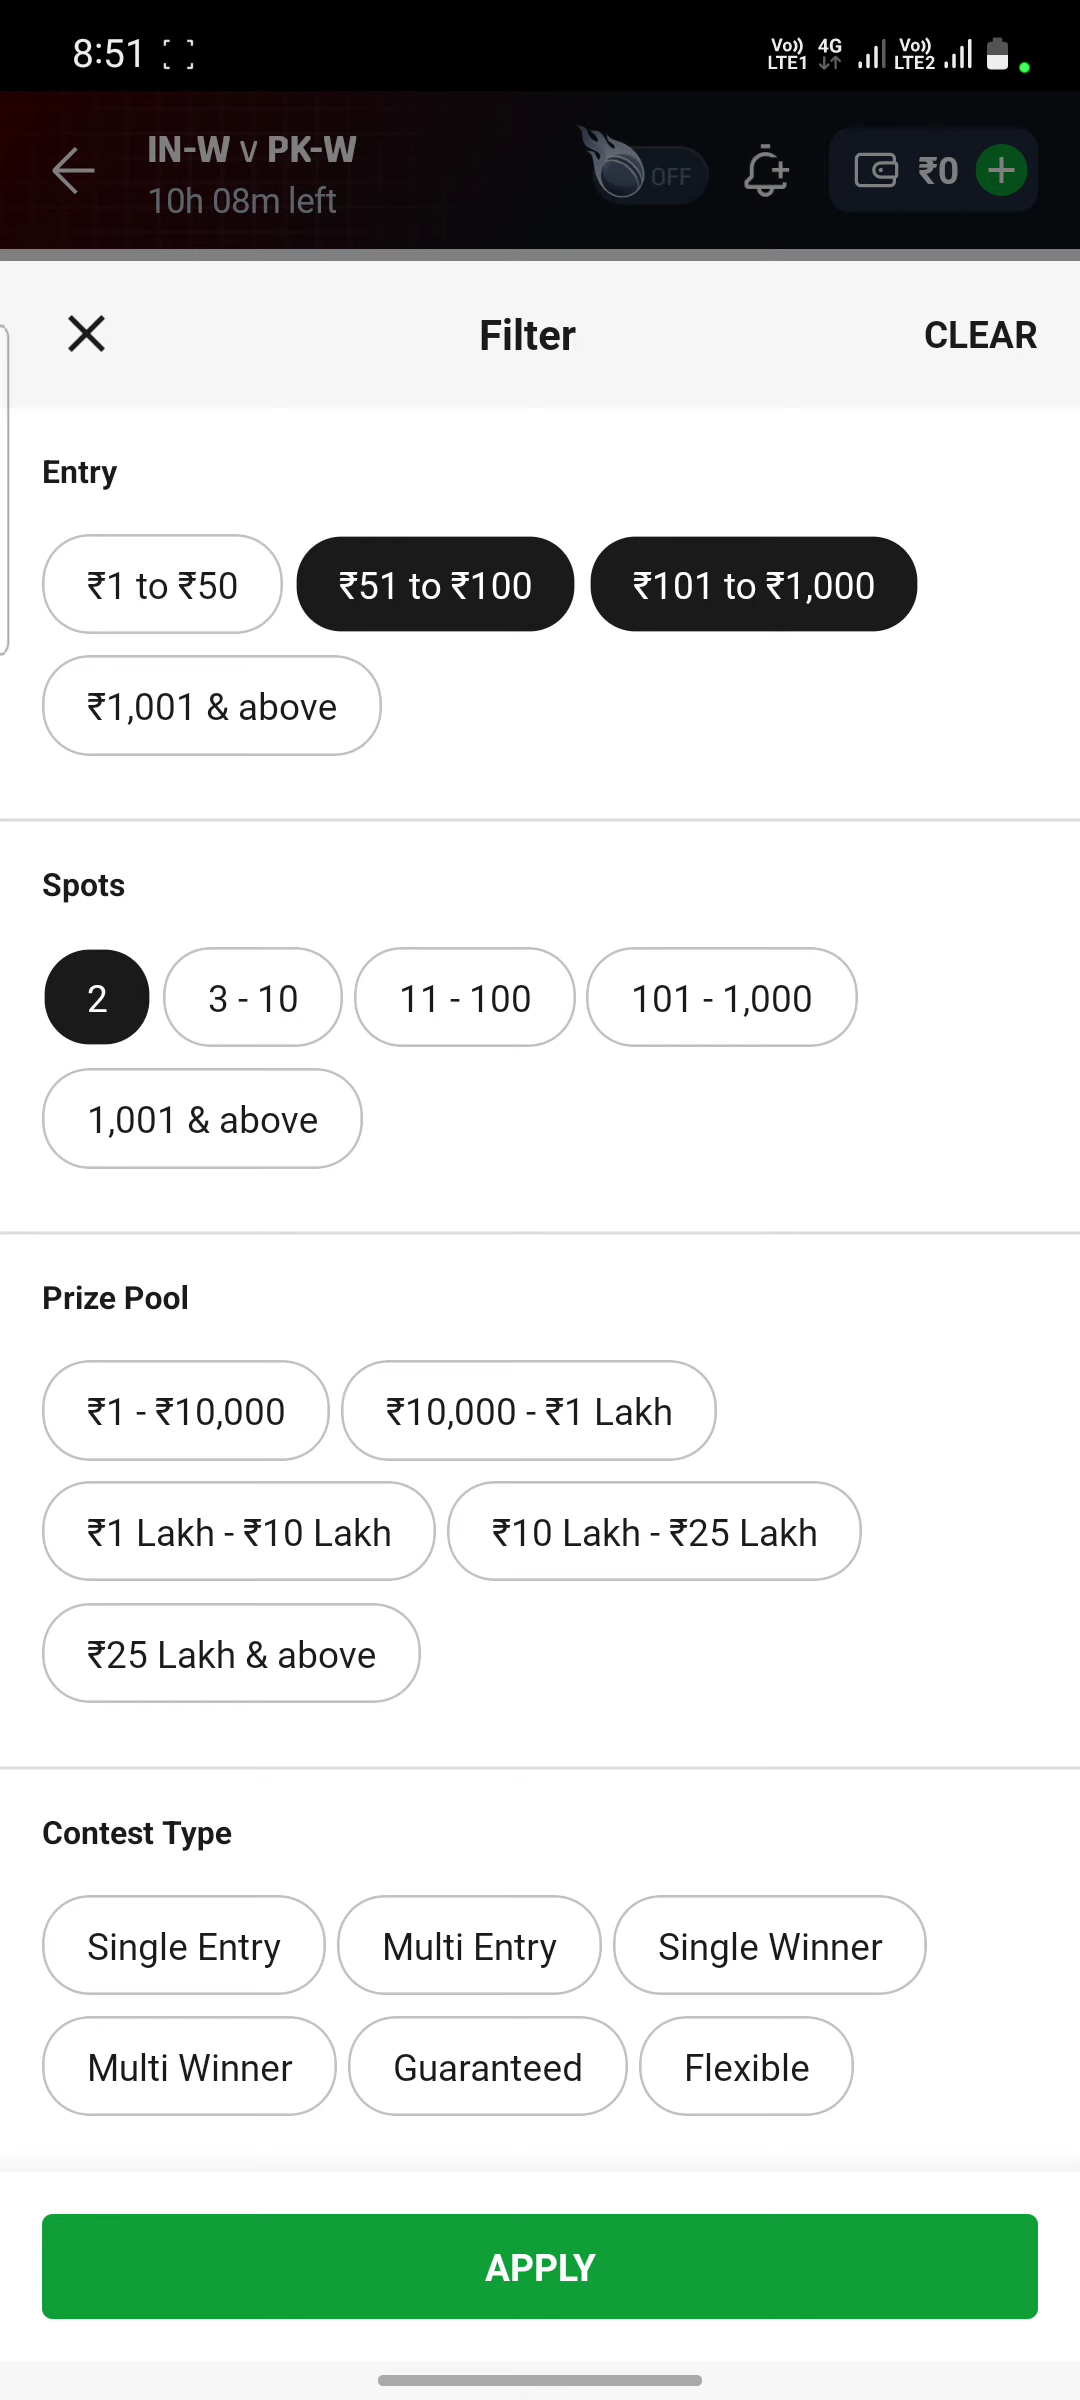 8:51
Vo)) LTE1 4G Vo)) LTE2
IN-W v PK-W
10h 08m left
OFF
₹0
Filter
CLEAR
Entry
₹1 to ₹50
₹51 to ₹100
₹101 to ₹1,000
₹1,001 & above
Spots
2
3 - 10
11 - 100
101 - 1,000
1,001 & above
Prize Pool
₹1 - ₹10,000
₹10,000 - ₹1 Lakh
₹1 Lakh - ₹10 Lakh
₹10 Lakh - ₹25 Lakh
₹25 Lakh & above
Contest Type
Single Entry
Multi Entry
Single Winner
Multi Winner
Guaranteed
Flexible
APPLY